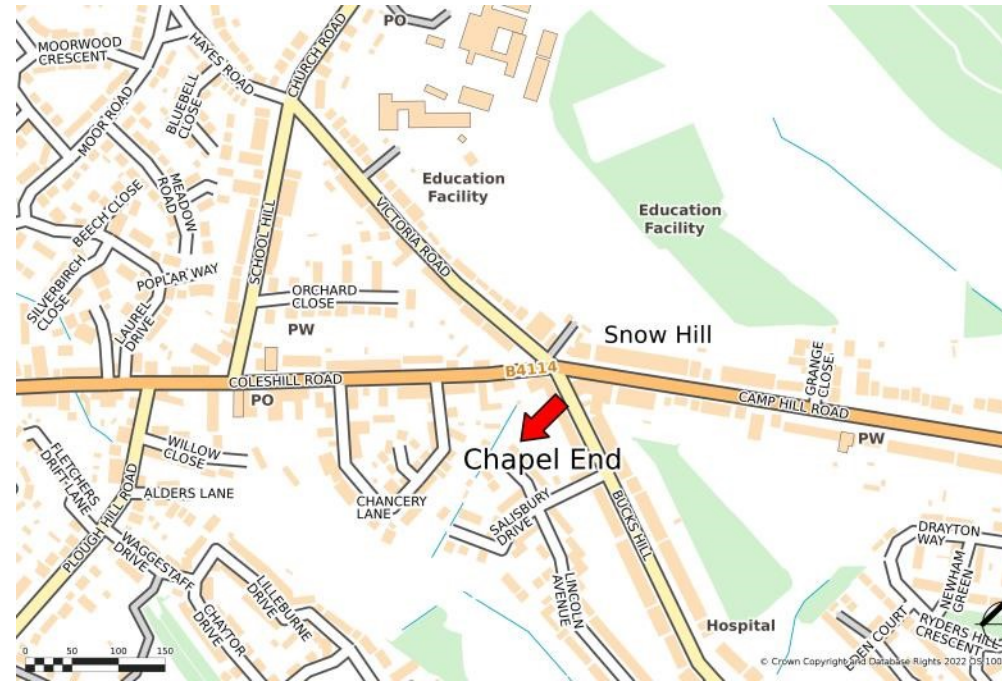 PO
MOORWOOD
CRESCENT
HAYES ROAD
CHURCH ROAD
BLUEBELL
CLOSE
MOOR ROAD
Education
Facility
MEADOW
ROAD
BEECH CLOSE
VICTORIA ROAD
Education
Facility
SCHOOL HILL
SILVERBIRCH
CLOSE
POPLAR WAY
ORCHARD
CLOSE
LAUREL
DRIVE
PW
Snow Hill
B4114
GRANGE
CLOSE
COLESHILL ROAD
PO
CAMP HILL ROAD
PW
FLETCHERS
DRIFT LANE
WILLOW
CLOSE
Chapel End
ALDERS LANE
CHANCERY
LANE
SALISBURY
DRIVE
BUCKS HILL
PLOUGH HILL ROAD
WAGGESTAFF
DRIVE
DRAYTON
WAY
LILLEBURNE
DRIVE
CHAYTOR
DRIVE
LINCOLN
AVENUE
NEWHAM
GREEN
Hospital
EDEN COURT
RYDERS HILL
CRESCENT
0 50 100 150
© Crown Copyright and Database Rights 2022 OS 100